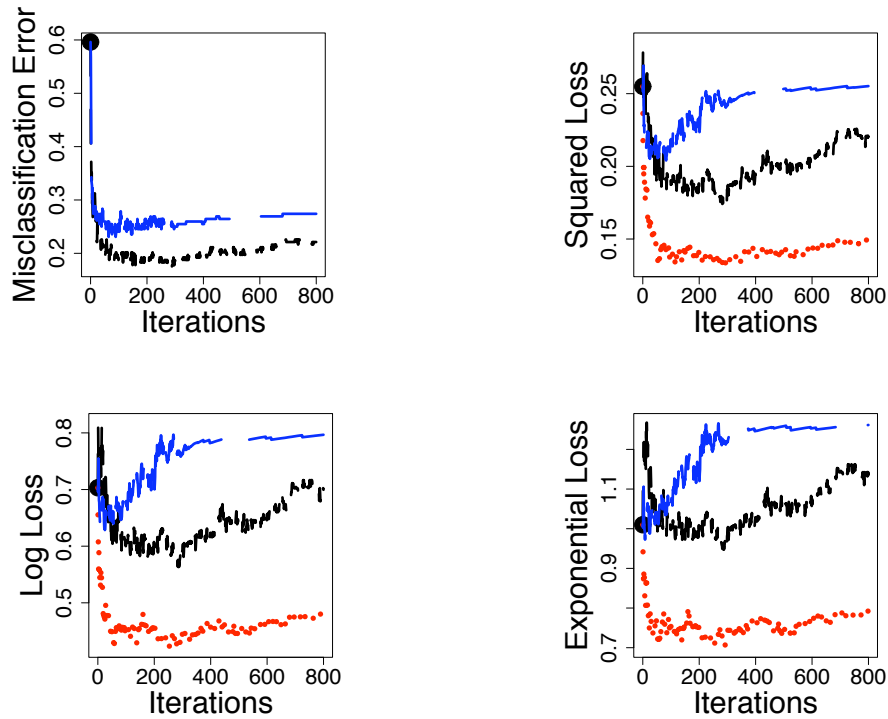 Misclassification Error
0.6
0.5
0.4
0.3
0.2
0 200 400 600 800
Iterations
Squared Loss
0.25
0.20
0.15
0 200 400 600 800
Iterations
Log Loss
0.8
0.7
0.6
0.5
0 200 400 600 800
Iterations
Exponential Loss
1.1
0.9
0.7
0 200 400 600 800
Iterations